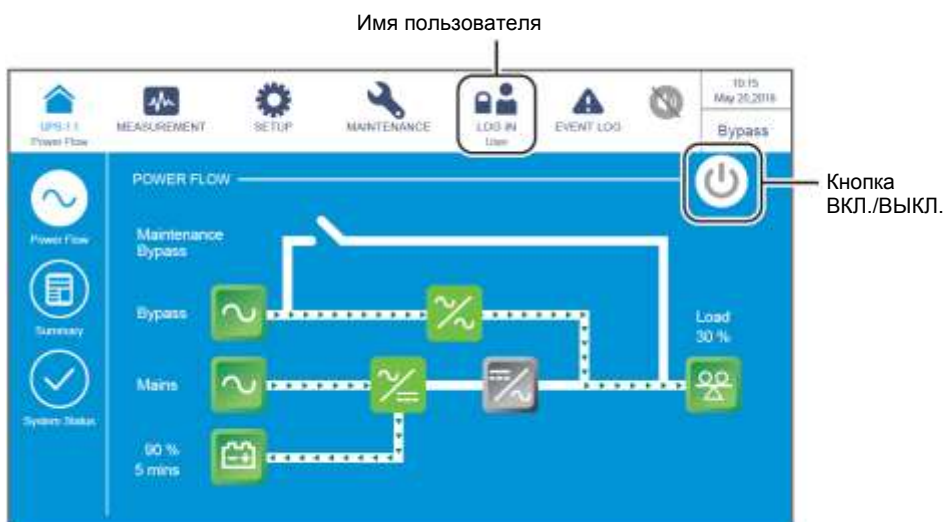 Имя пользователя
UPS-1.1
Power Flow
MEASUREMENT
SETUP
MAINTENANCE
LOG IN
User
EVENT LOG
10:15
May 20,2016
Bypass
Кнопка
ВКЛ./ВЫКЛ.
POWER FLOW
Power Flow
Summary
System Status
Maintenance
Bypass
Bypass
Load
30 %
Mains
90 %
5 mins